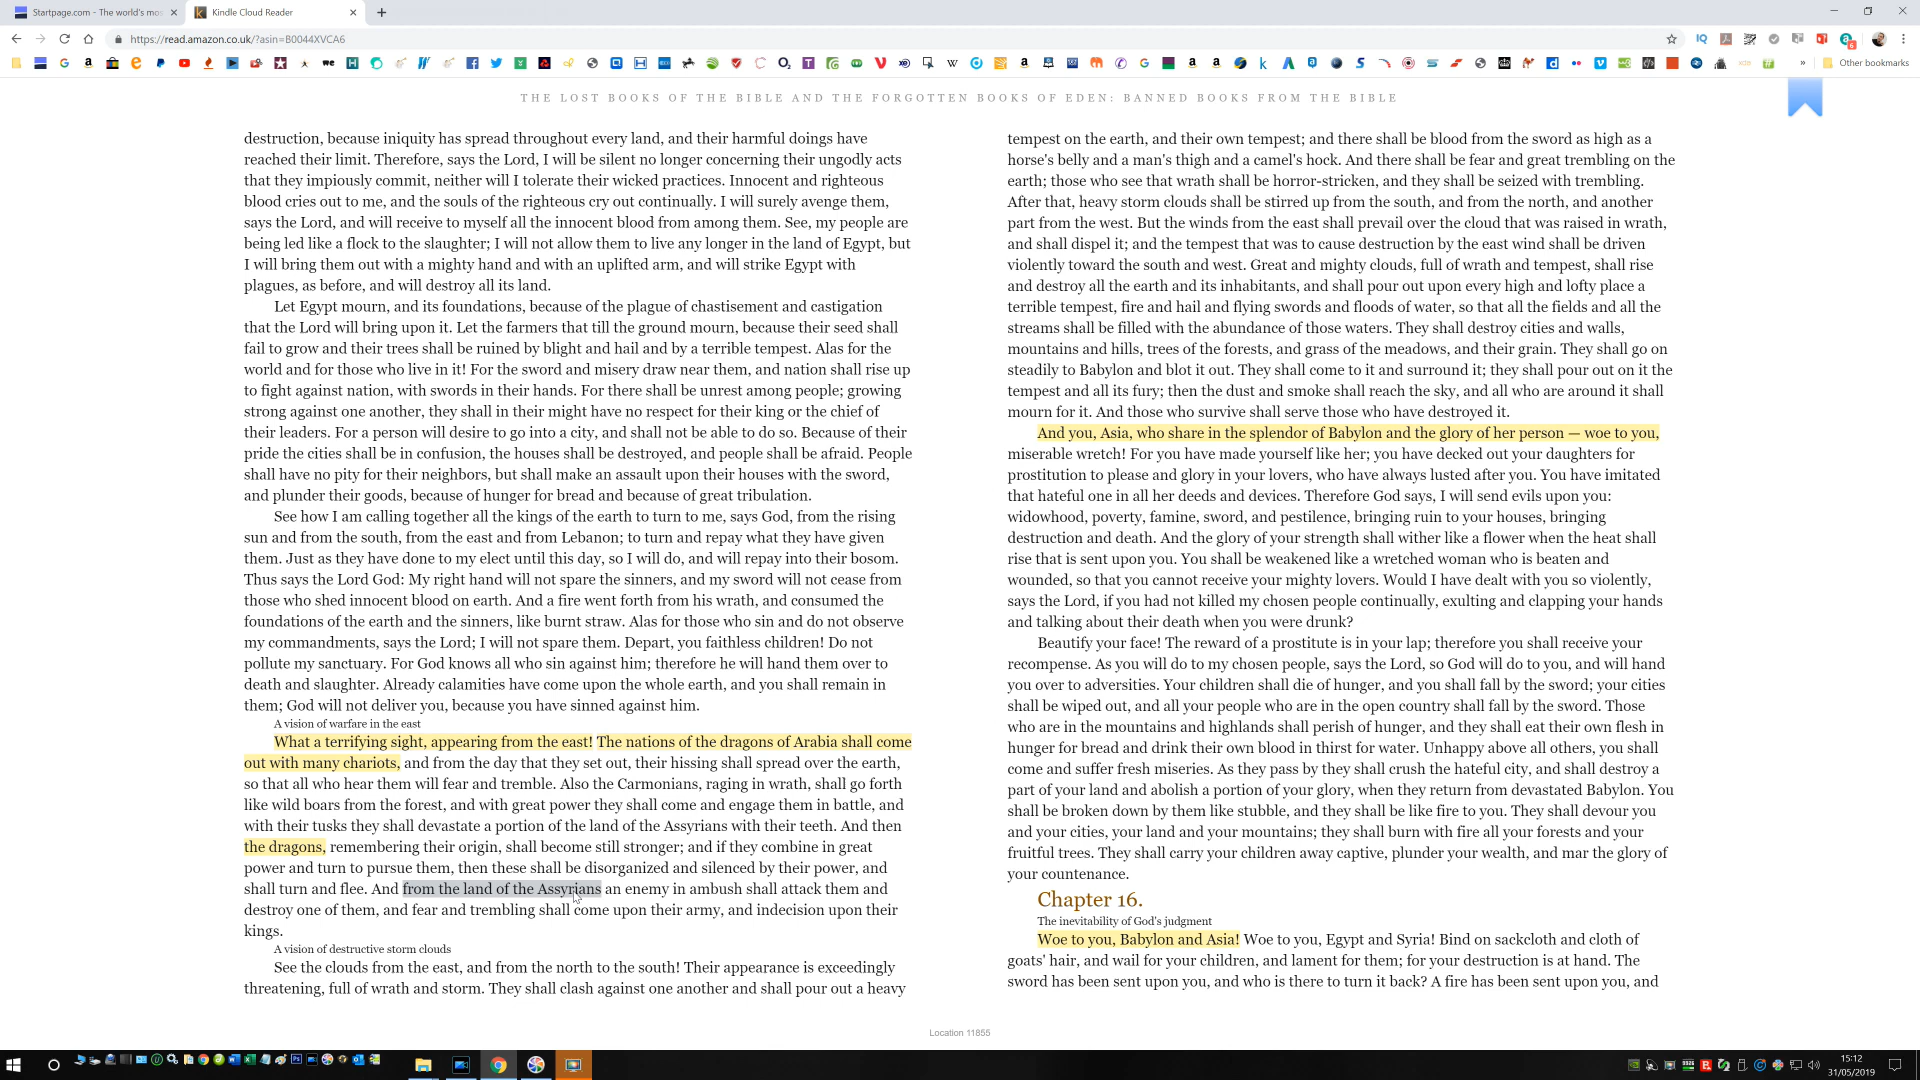 Startpage.com - The world's mos
Kindle Cloud Reader
https://read.amazon.co.uk/?asin=B0044XVCA6
Other bookmarks
THE LOST BOOKS OF THE BIBLE AND THE FORGOTTEN BOOKS OF EDEN: BANNED BOOKS FROM THE BIBLE
destruction, because iniquity has spread throughout every land, and their harmful doings have
reached their limit. Therefore, says the Lord, I will be silent no longer concerning their ungodly acts
that they impiously commit, neither will I tolerate their wicked practices. Innocent and righteous
blood cries out to me, and the souls of the righteous cry out continually. I will surely avenge them,
says the Lord, and will receive to myself all the innocent blood from among them. See, my people are
being led like a flock to the slaughter; I will not allow them to live any longer in the land of Egypt, but
I will bring them out with a mighty hand and with an uplifted arm, and will strike Egypt with
plagues, as before, and will destroy all its land.
Let Egypt mourn, and its foundations, because of the plague of chastisement and castigation
that the Lord will bring upon it. Let the farmers that till the ground mourn, because their seed shall
fail to grow and their trees shall be ruined by blight and hail and by a terrible tempest. Alas for the
world and for those who live in it! For the sword and misery draw near them, and nation shall rise up
to fight against nation, with swords in their hands. For there shall be unrest among people; growing
strong against one another, they shall in their might have no respect for their king or the chief of
their leaders. For a person will desire to go into a city, and shall not be able to do so. Because of their
pride the cities shall be in confusion, the houses shall be destroyed, and people shall be afraid. People
shall have no pity for their neighbors, but shall make an assault upon their houses with the sword,
and plunder their goods, because of hunger for bread and because of great tribulation.
See how I am calling together all the kings of the earth to turn to me, says God, from the rising
sun and from the south, from the east and from Lebanon; to turn and repay what they have given
them. Just as they have done to my elect until this day, so I will do, and will repay into their bosom.
Thus says the Lord God: My right hand will not spare the sinners, and my sword will not cease from
those who shed innocent blood on earth. And a fire went forth from his wrath, and consumed the
foundations of the earth and the sinners, like burnt straw. Alas for those who sin and do not observe
my commandments, says the Lord; I will not spare them. Depart, you faithless children! Do not
pollute my sanctuary. For God knows all who sin against him; therefore he will hand them over to
death and slaughter. Already calamities have come upon the whole earth, and you shall remain in
them; God will not deliver you, because you have sinned against him.
A vision of warfare in the east
What a terrifying sight, appearing from the east! The nations of the dragons of Arabia shall come
out with many chariots, and from the day that they set out, their hissing shall spread over the earth,
so that all who hear them will fear and tremble. Also the Carmonians, raging in wrath, shall go forth
like wild boars from the forest, and with great power they shall come and engage them in battle, and
with their tusks they shall devastate a portion of the land of the Assyrians with their teeth. And then
the dragons, remembering their origin, shall become still stronger; and if they combine in great
power and turn to pursue them, then these shall be disorganized and silenced by their power, and
shall turn and flee. And from the land of the Assyrians an enemy in ambush shall attack them and
destroy one of them, and fear and trembling shall come upon their army, and indecision upon their
kings.
A vision of destructive storm clouds
See the clouds from the east, and from the north to the south! Their appearance is exceedingly
threatening, full of wrath and storm. They shall clash against one another and shall pour out a heavy
tempest on the earth, and their own tempest; and there shall be blood from the sword as high as a
horse's belly and a man's thigh and a camel's hock. And there shall be fear and great trembling on the
earth; those who see that wrath shall be horror-stricken, and they shall be seized with trembling.
After that, heavy storm clouds shall be stirred up from the south, and from the north, and another
part from the west. But the winds from the east shall prevail over the cloud that was raised in wrath,
and shall dispel it; and the tempest that was to cause destruction by the east wind shall be driven
violently toward the south and west. Great and mighty clouds, full of wrath and tempest, shall rise
and destroy all the earth and its inhabitants, and shall pour out upon every high and lofty place a
terrible tempest, fire and hail and flying swords and floods of water, so that all the fields and all the
streams shall be filled with the abundance of those waters. They shall destroy cities and walls,
mountains and hills, trees of the forests, and grass of the meadows, and their grain. They shall go on
steadily to Babylon and blot it out. They shall come to it and surround it; they shall pour out on it the
tempest and all its fury; then the dust and smoke shall reach the sky, and all who are around it shall
mourn for it. And those who survive shall serve those who have destroyed it.
And you, Asia, who share in the splendor of Babylon and the glory of her person — woe to you,
miserable wretch! For you have made yourself like her; you have decked out your daughters for
prostitution to please and glory in your lovers, who have always lusted after you. You have imitated
that hateful one in all her deeds and devices. Therefore God says, I will send evils upon you:
widowhood, poverty, famine, sword, and pestilence, bringing ruin to your houses, bringing
destruction and death. And the glory of your strength shall wither like a flower when the heat shall
rise that is sent upon you. You shall be weakened like a wretched woman who is beaten and
wounded, so that you cannot receive your mighty lovers. Would I have dealt with you so violently,
says the Lord, if you had not killed my chosen people continually, exulting and clapping your hands
and talking about their death when you were drunk?
Beautify your face! The reward of a prostitute is in your lap; therefore you shall receive your
recompense. As you will do to my chosen people, says the Lord, so God will do to you, and will hand
you over to adversities. Your children shall die of hunger, and you shall fall by the sword; your cities
shall be wiped out, and all your people who are in the open country shall fall by the sword. Those
who are in the mountains and highlands shall perish of hunger, and they shall eat their own flesh in
hunger for bread and drink their own blood in thirst for water. Unhappy above all others, you shall
come and suffer fresh miseries. As they pass by they shall crush the hateful city, and shall destroy a
part of your land and abolish a portion of your glory, when they return from devastated Babylon. You
shall be broken down by them like stubble, and they shall be like fire to you. They shall devour you
and your cities, your land and your mountains; they shall burn with fire all your forests and your
fruitful trees. They shall carry your children away captive, plunder your wealth, and mar the glory of
your countenance.
Chapter 16.
The inevitability of God's judgment
Woe to you, Babylon and Asia! Woe to you, Egypt and Syria! Bind on sackcloth and cloth of
goats' hair, and wail for your children, and lament for them; for your destruction is at hand. The
sword has been sent upon you, and who is there to turn it back? A fire has been sent upon you, and
Location 11855
15:12
31/05/2019